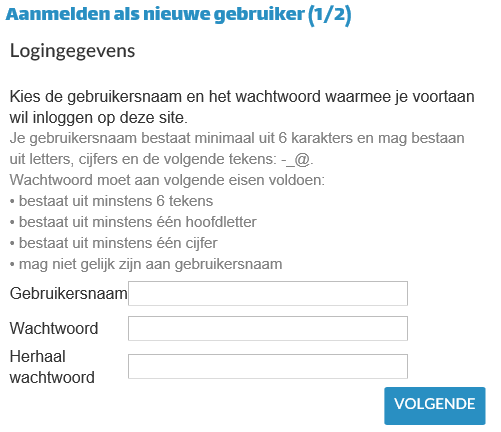 Aanmelden als nieuwe gebruiker (1/2)
Logingegevens
Kies de gebruikersnaam en het wachtwoord waarmee je voortaan
wil inloggen op deze site.
Je gebruikersnaam bestaat minimaal uit 6 karakters en mag bestaan
uit letters, cijfers en de volgende tekens: -_@.
Wachtwoord moet aan volgende eisen voldoen:
• bestaat uit minstens 6 tekens
• bestaat uit minstens één hoofdletter
• bestaat uit minstens één cijfer
• mag niet gelijk zijn aan gebruikersnaam
Gebruikersnaam
Wachtwoord
Herhaal
wachtwoord
VOLGENDE